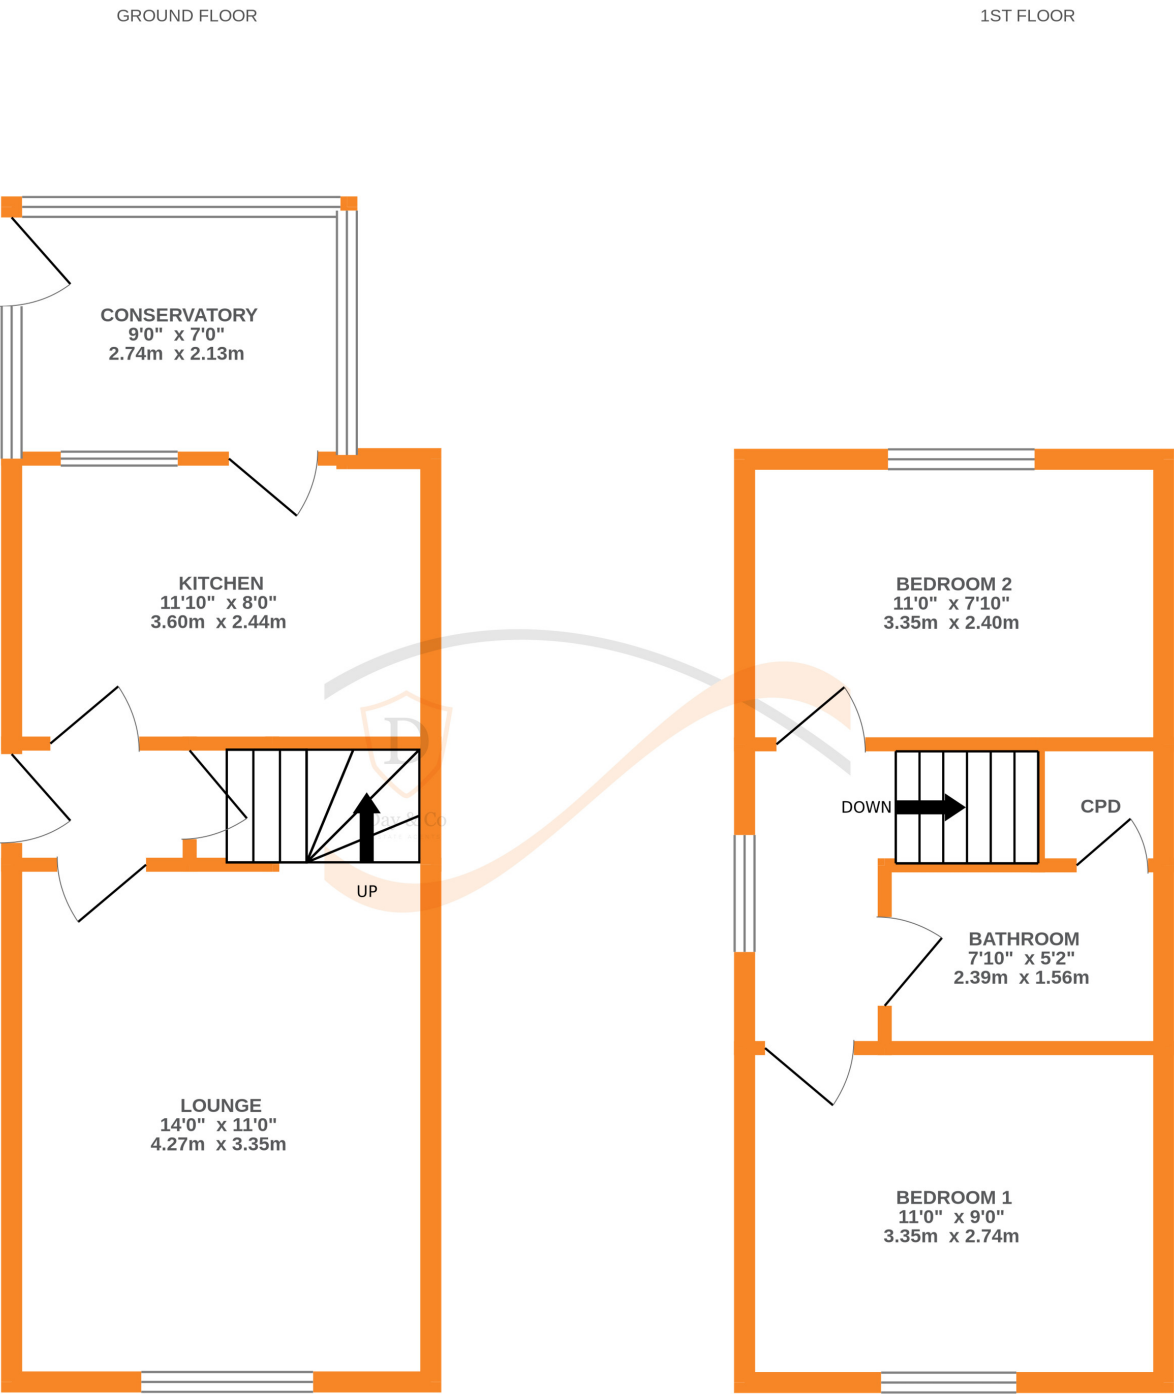 GROUND FLOOR
1ST FLOOR
CONSERVATORY
9'0" x 7'0"
2.74m x 2.13m
KITCHEN
11'10" x 8'0"
3.60m x 2.44m
UP
LOUNGE
14'0" x 11'0"
4.27m x 3.35m
BEDROOM 2
11'0" x 7'10"
3.35m x 2.40m
DOWN
CPD
BATHROOM
7'10" x 5'2"
2.39m x 1.56m
BEDROOM 1
11'0" x 9'0"
3.35m x 2.74m
D
Day & Co